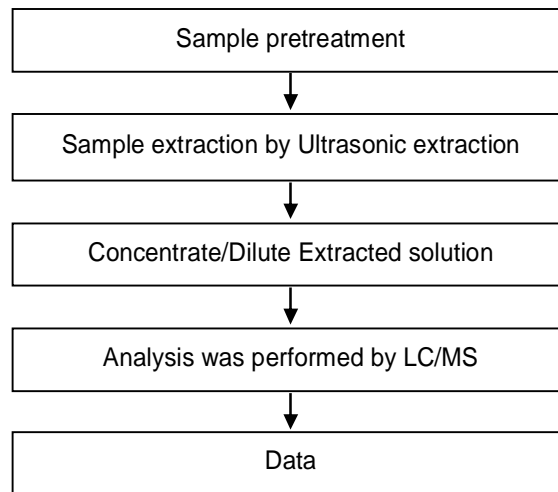 Sample pretreatment
Sample extraction by Ultrasonic extraction
Concentrate/Dilute Extracted solution
Analysis was performed by LC/MS
Data